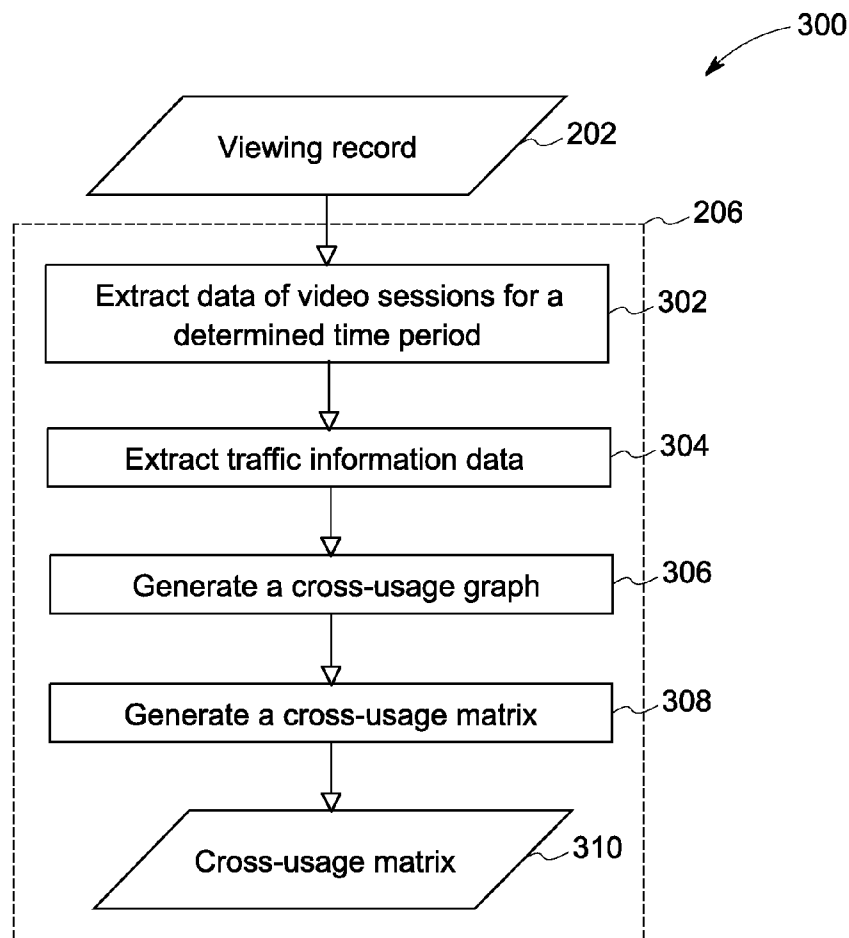 300
Viewing record
202
206
Extract data of video sessions for a
determined time period
302
Extract traffic information data
304
Generate a cross-usage graph
306
Generate a cross-usage matrix
308
Cross-usage matrix
310